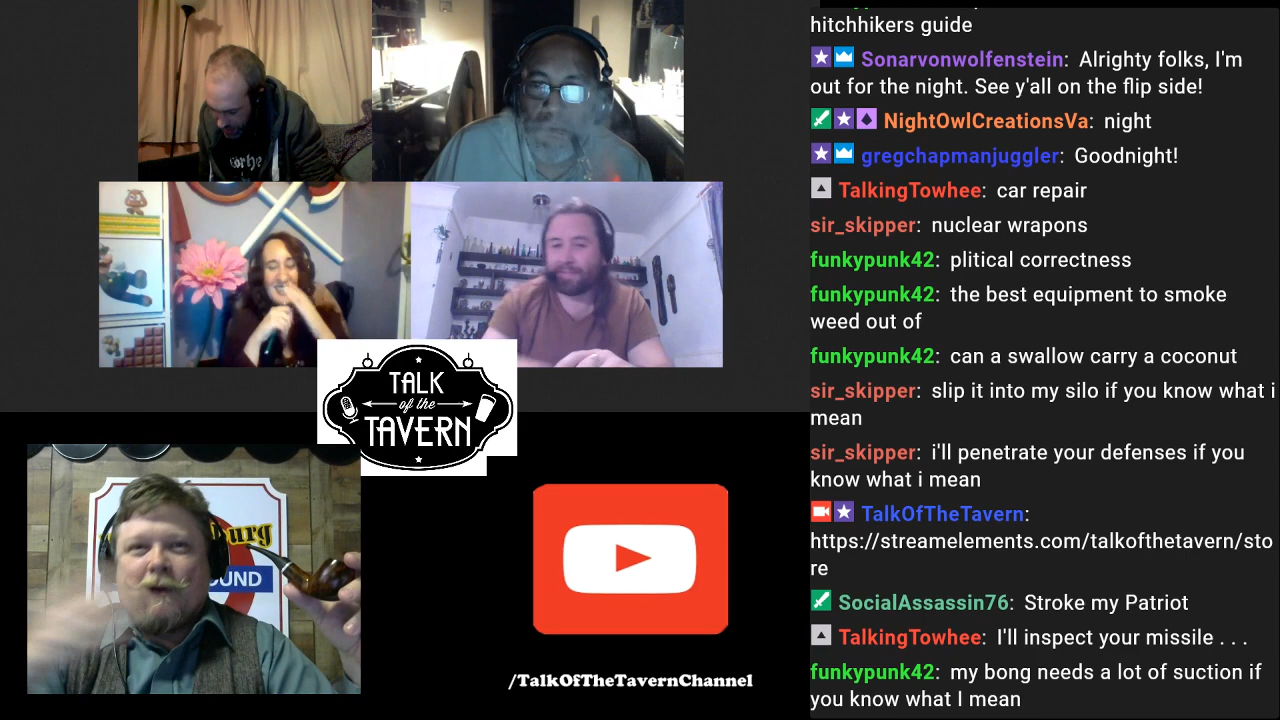 hitchhikers guide
Sonarvonwolfenstein: Alrighty folks, I'm
out for the night. See y'all on the flip side!
NightOwlCreationsVa: night
gregchapmanjuggler: Goodnight!
TalkingTowhee: car repair
sir_skipper: nuclear wrapons
funkypunk42: plitical correctness
funkypunk42: the best equipment to smoke
weed out of
funkypunk42: can a swallow carry a coconut
sir_skipper: slip it into my silo if you know what i
mean
sir_skipper: i'll penetrate your defenses if you
know what i mean
TalkOfTheTavern:
https://streamelements.com/talkofthetavern/sto
re
SocialAssassin76: Stroke my Patriot
TalkingTowhee: I'll inspect your missile . . .
funkypunk42: my bong needs a lot of suction if
you know what I mean
TALK
of the
TAVERN
burg
OUND
/TalkOfTheTavernChannel